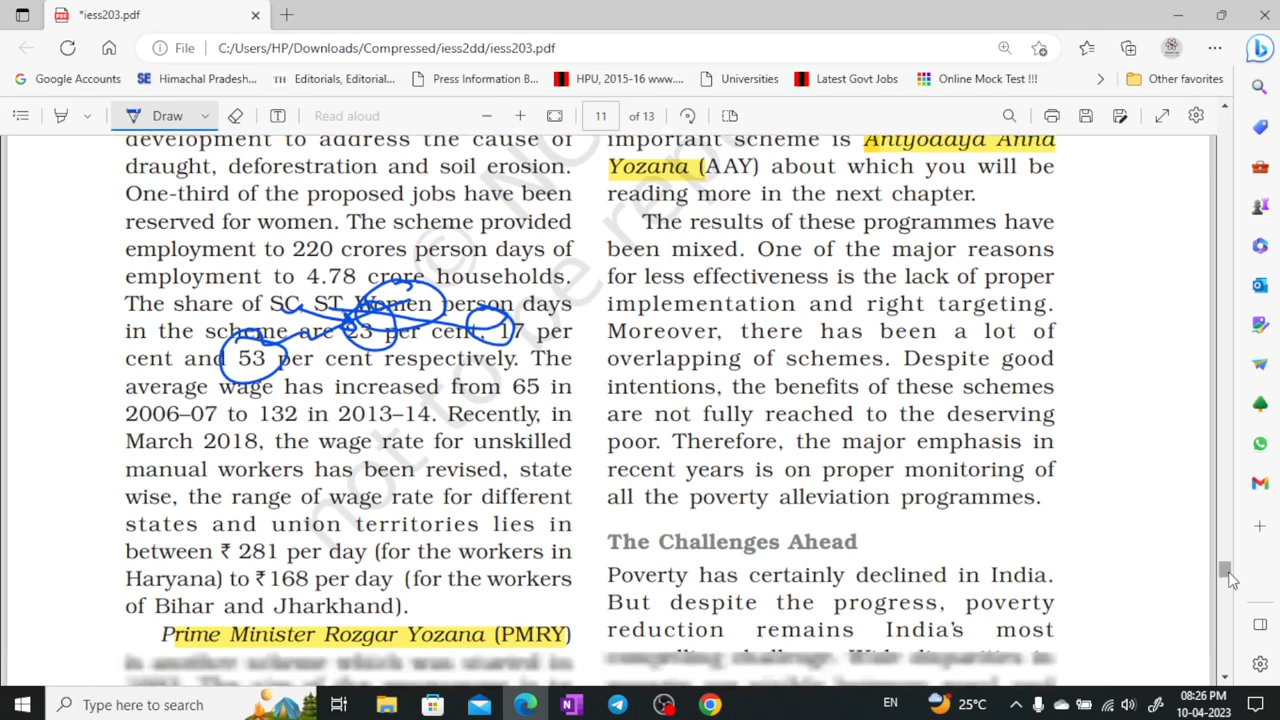 *iess203.pdf
File C:/Users/HP/Downloads/Compressed/iess2dd/iess203.pdf
Google Accounts SE Himachal Pradesh... TH Editorials, Editorial... Press Information B... HPU, 2015-16 www.... Universities Latest Govt Jobs Online Mock Test !!! Other favorites
Draw Read aloud 11 of 13
development to address the cause of
draught, deforestration and soil erosion.
One-third of the proposed jobs have been
reserved for women. The scheme provided
employment to 220 crores person days of
employment to 4.78 crore households.
The share of SC, ST, Women person days
in the scheme are 23 per cent, 17 per
cent and 53 per cent respectively. The
average wage has increased from 65 in
2006–07 to 132 in 2013–14. Recently, in
March 2018, the wage rate for unskilled
manual workers has been revised, state
wise, the range of wage rate for different
states and union territories lies in
between ₹ 281 per day (for the workers in
Haryana) to ₹ 168 per day (for the workers
of Bihar and Jharkhand).
Prime Minister Rozgar Yozana (PMRY)
important scheme is Antyodaya Anna
Yozana (AAY) about which you will be
reading more in the next chapter.
The results of these programmes have
been mixed. One of the major reasons
for less effectiveness is the lack of proper
implementation and right targeting.
Moreover, there has been a lot of
overlapping of schemes. Despite good
intentions, the benefits of these schemes
are not fully reached to the deserving
poor. Therefore, the major emphasis in
recent years is on proper monitoring of
all the poverty alleviation programmes.
The Challenges Ahead
Poverty has certainly declined in India.
But despite the progress, poverty
reduction remains India's most
not to be repu
© NC
Type here to search EN 25°C 08:26 PM
10-04-2023